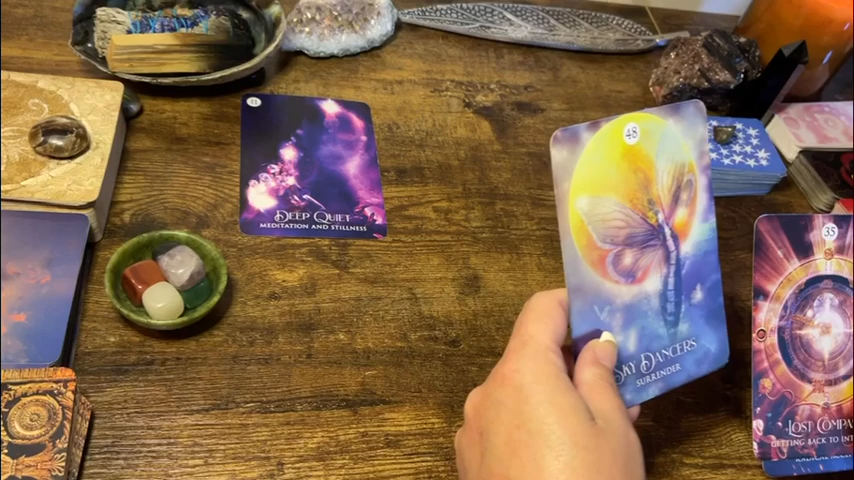 11
DEEP QUIET
MEDITATION AND STILLNESS
48
SKY DANCERS
SURRENDER
35
LOST COMPA
GETTING BACK TO INT